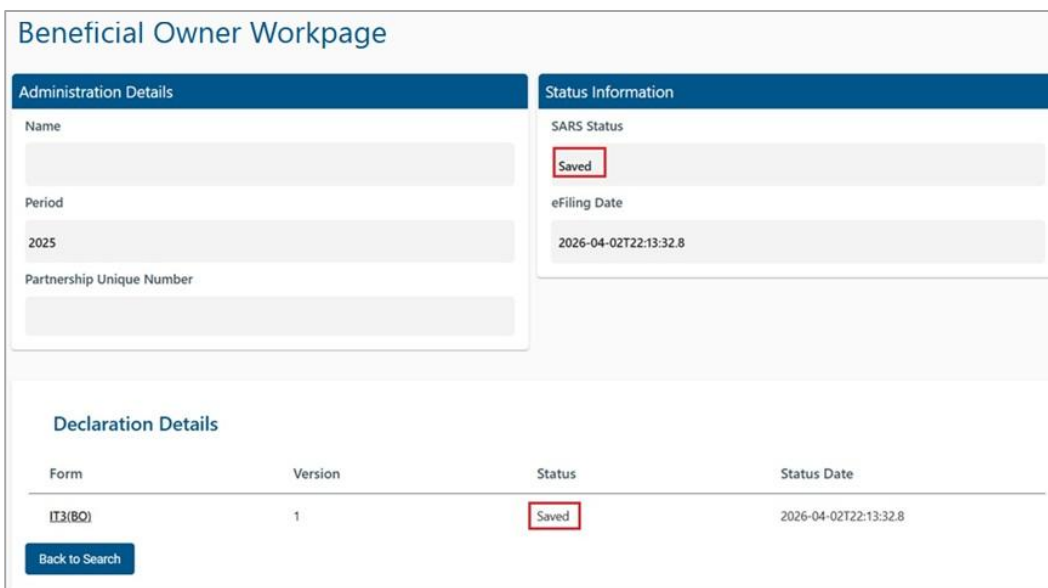 Beneficial Owner Workpage
Administration Details
Name
Period
2025
Partnership Unique Number
Status Information
SARS Status
Saved
eFiling Date
2026-04-02T22:13:32.8
Declaration Details
Form Version Status Status Date
IT3(BO) 1 Saved 2026-04-02T22:13:32.8
Back to Search